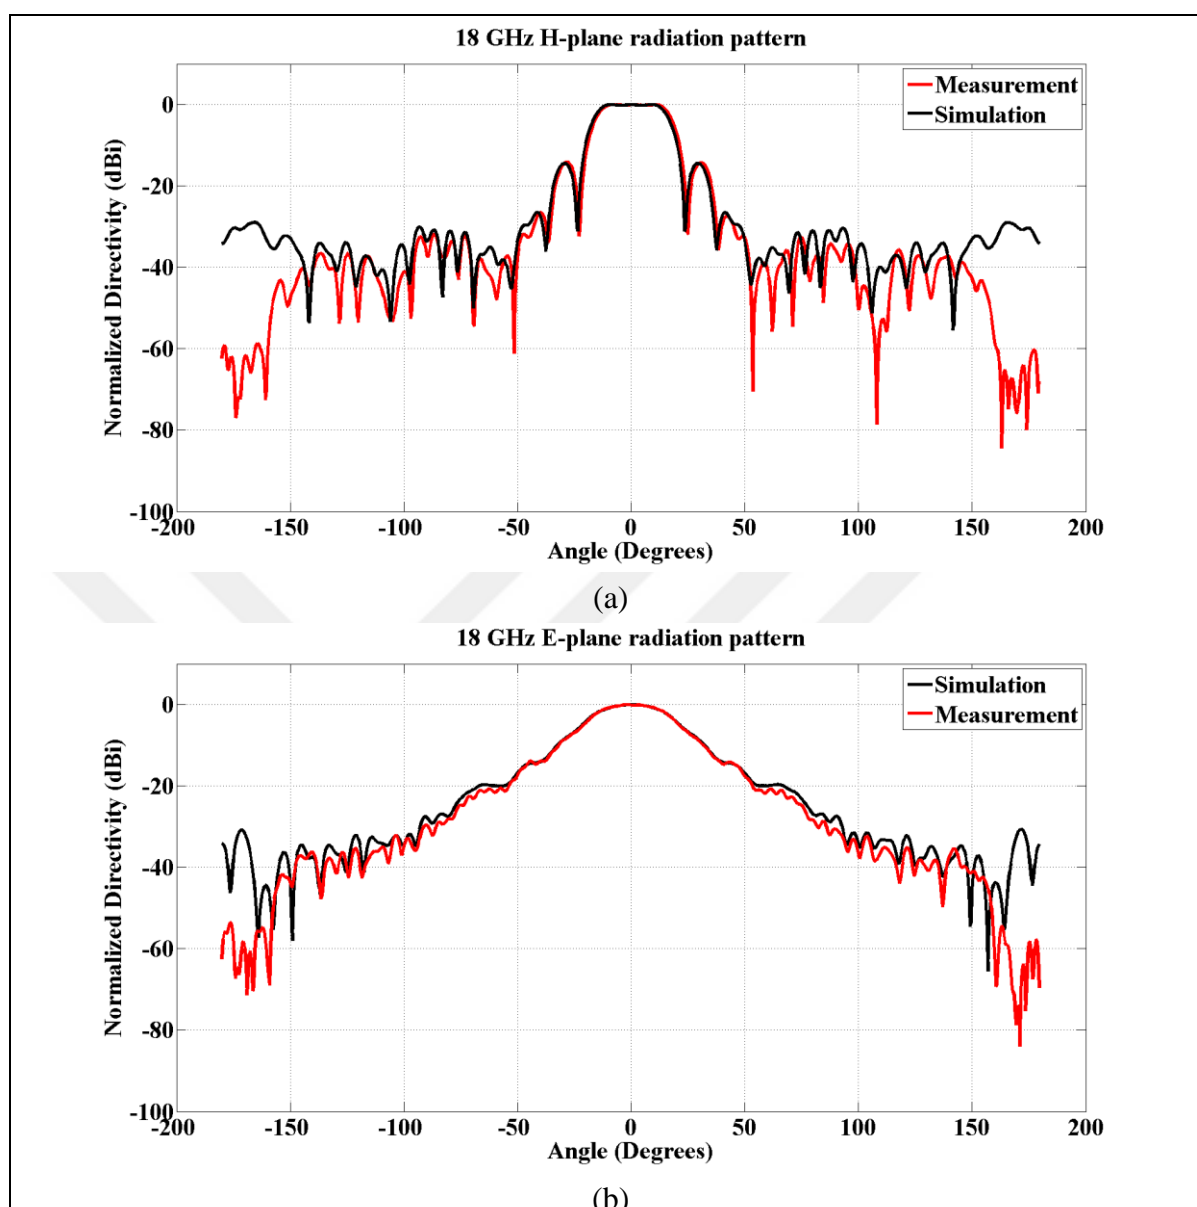 18 GHz H-plane radiation pattern
Normalized Directivity (dBi)
0
-20
-40
-60
-80
-100
-200 -150 -100 -50 0 50 100 150 200
Measurement
Simulation
Angle (Degrees)
(a)
18 GHz E-plane radiation pattern
Normalized Directivity (dBi)
0
-20
-40
-60
-80
-100
-200 -150 -100 -50 0 50 100 150 200
Simulation
Measurement
Angle (Degrees)
(b)